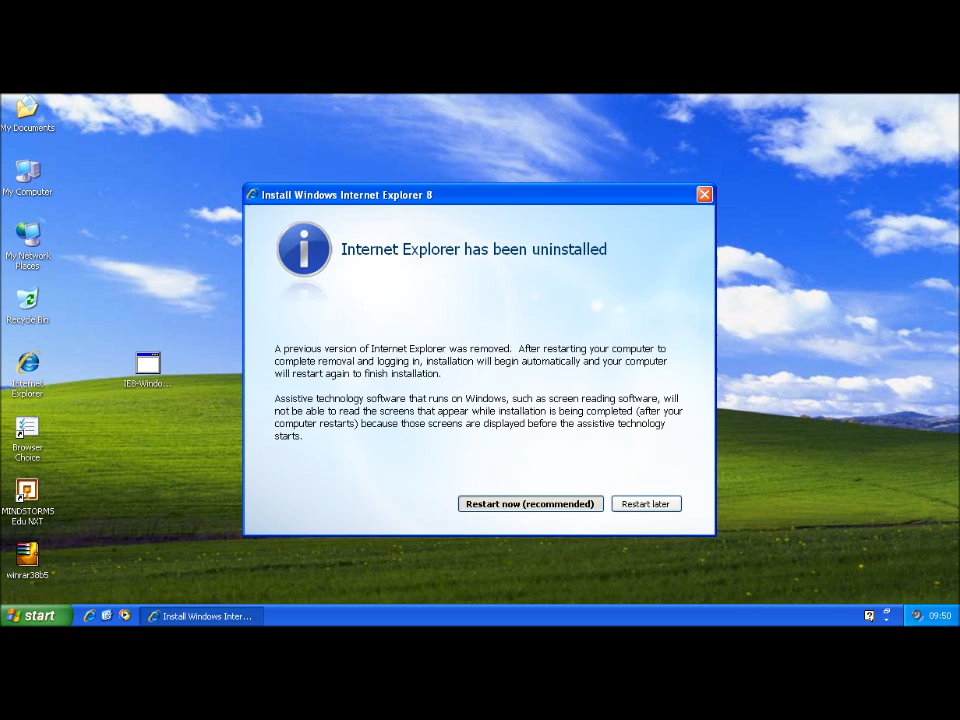 My Documents
My Computer
My Network
Places
Recycle Bin
Internet
Explorer
Browser
Choice
MINDSTORMS
Edu NXT
winrar38b5
IE8-Windo...
Install Windows Internet Explorer 8
Internet Explorer has been uninstalled
A previous version of Internet Explorer was removed. After restarting your computer to
complete removal and logging in, installation will begin automatically and your computer
will restart again to finish installation.
Assistive technology software that runs on Windows, such as screen reading software, will
not be able to read the screens that appear while installation is being completed (after your
computer restarts) because those screens are displayed before the assistive technology
starts.
Restart now (recommended)
Restart later
start
Install Windows Inter...
09:50